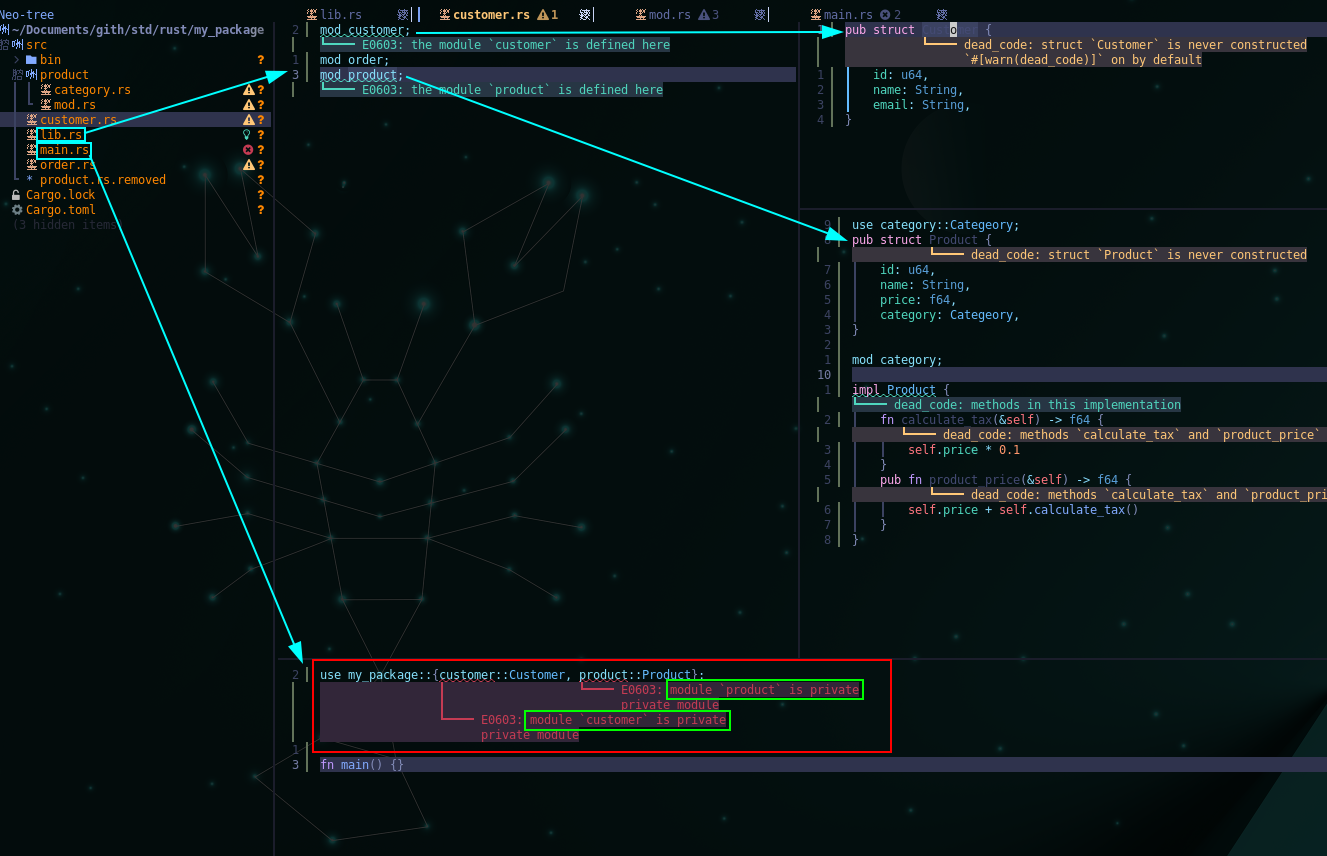 Neo-tree
~/Documents/gith/std/rust/my_package
src
bin ?
product
category.rs ?
mod.rs ?
customer.rs ?
lib.rs ?
main.rs ?
order.rs ?
* product.rs.removed ?
Cargo.lock ?
Cargo.toml ?
(3 hidden items)
lib.rs
customer.rs 1
mod.rs 3
main.rs 2
2 mod customer;
E0603: the module `customer` is defined here
1 mod order;
3 mod product;
E0603: the module `product` is defined here
pub struct Customer {
dead_code: struct `Customer` is never constructed
`#[warn(dead_code)]` on by default
1 id: u64,
2 name: String,
3 email: String,
4 }
9 use category::Categeory;
8 pub struct Product {
dead_code: struct `Product` is never constructed
7 id: u64,
6 name: String,
5 price: f64,
4 category: Categeory,
3 }
2
1 mod category;
10
1 impl Product {
dead_code: methods in this implementation
2 fn calculate_tax(&self) -> f64 {
dead_code: methods `calculate_tax` and `product_price`
3 self.price * 0.1
4 }
5 pub fn product_price(&self) -> f64 {
dead_code: methods `calculate_tax` and `product_pri
6 self.price + self.calculate_tax()
7 }
8 }
2 use my_package::{customer::Customer, product::Product};
E0603: module `product` is private
private module
E0603: module `customer` is private
private module
1
3 fn main() {}